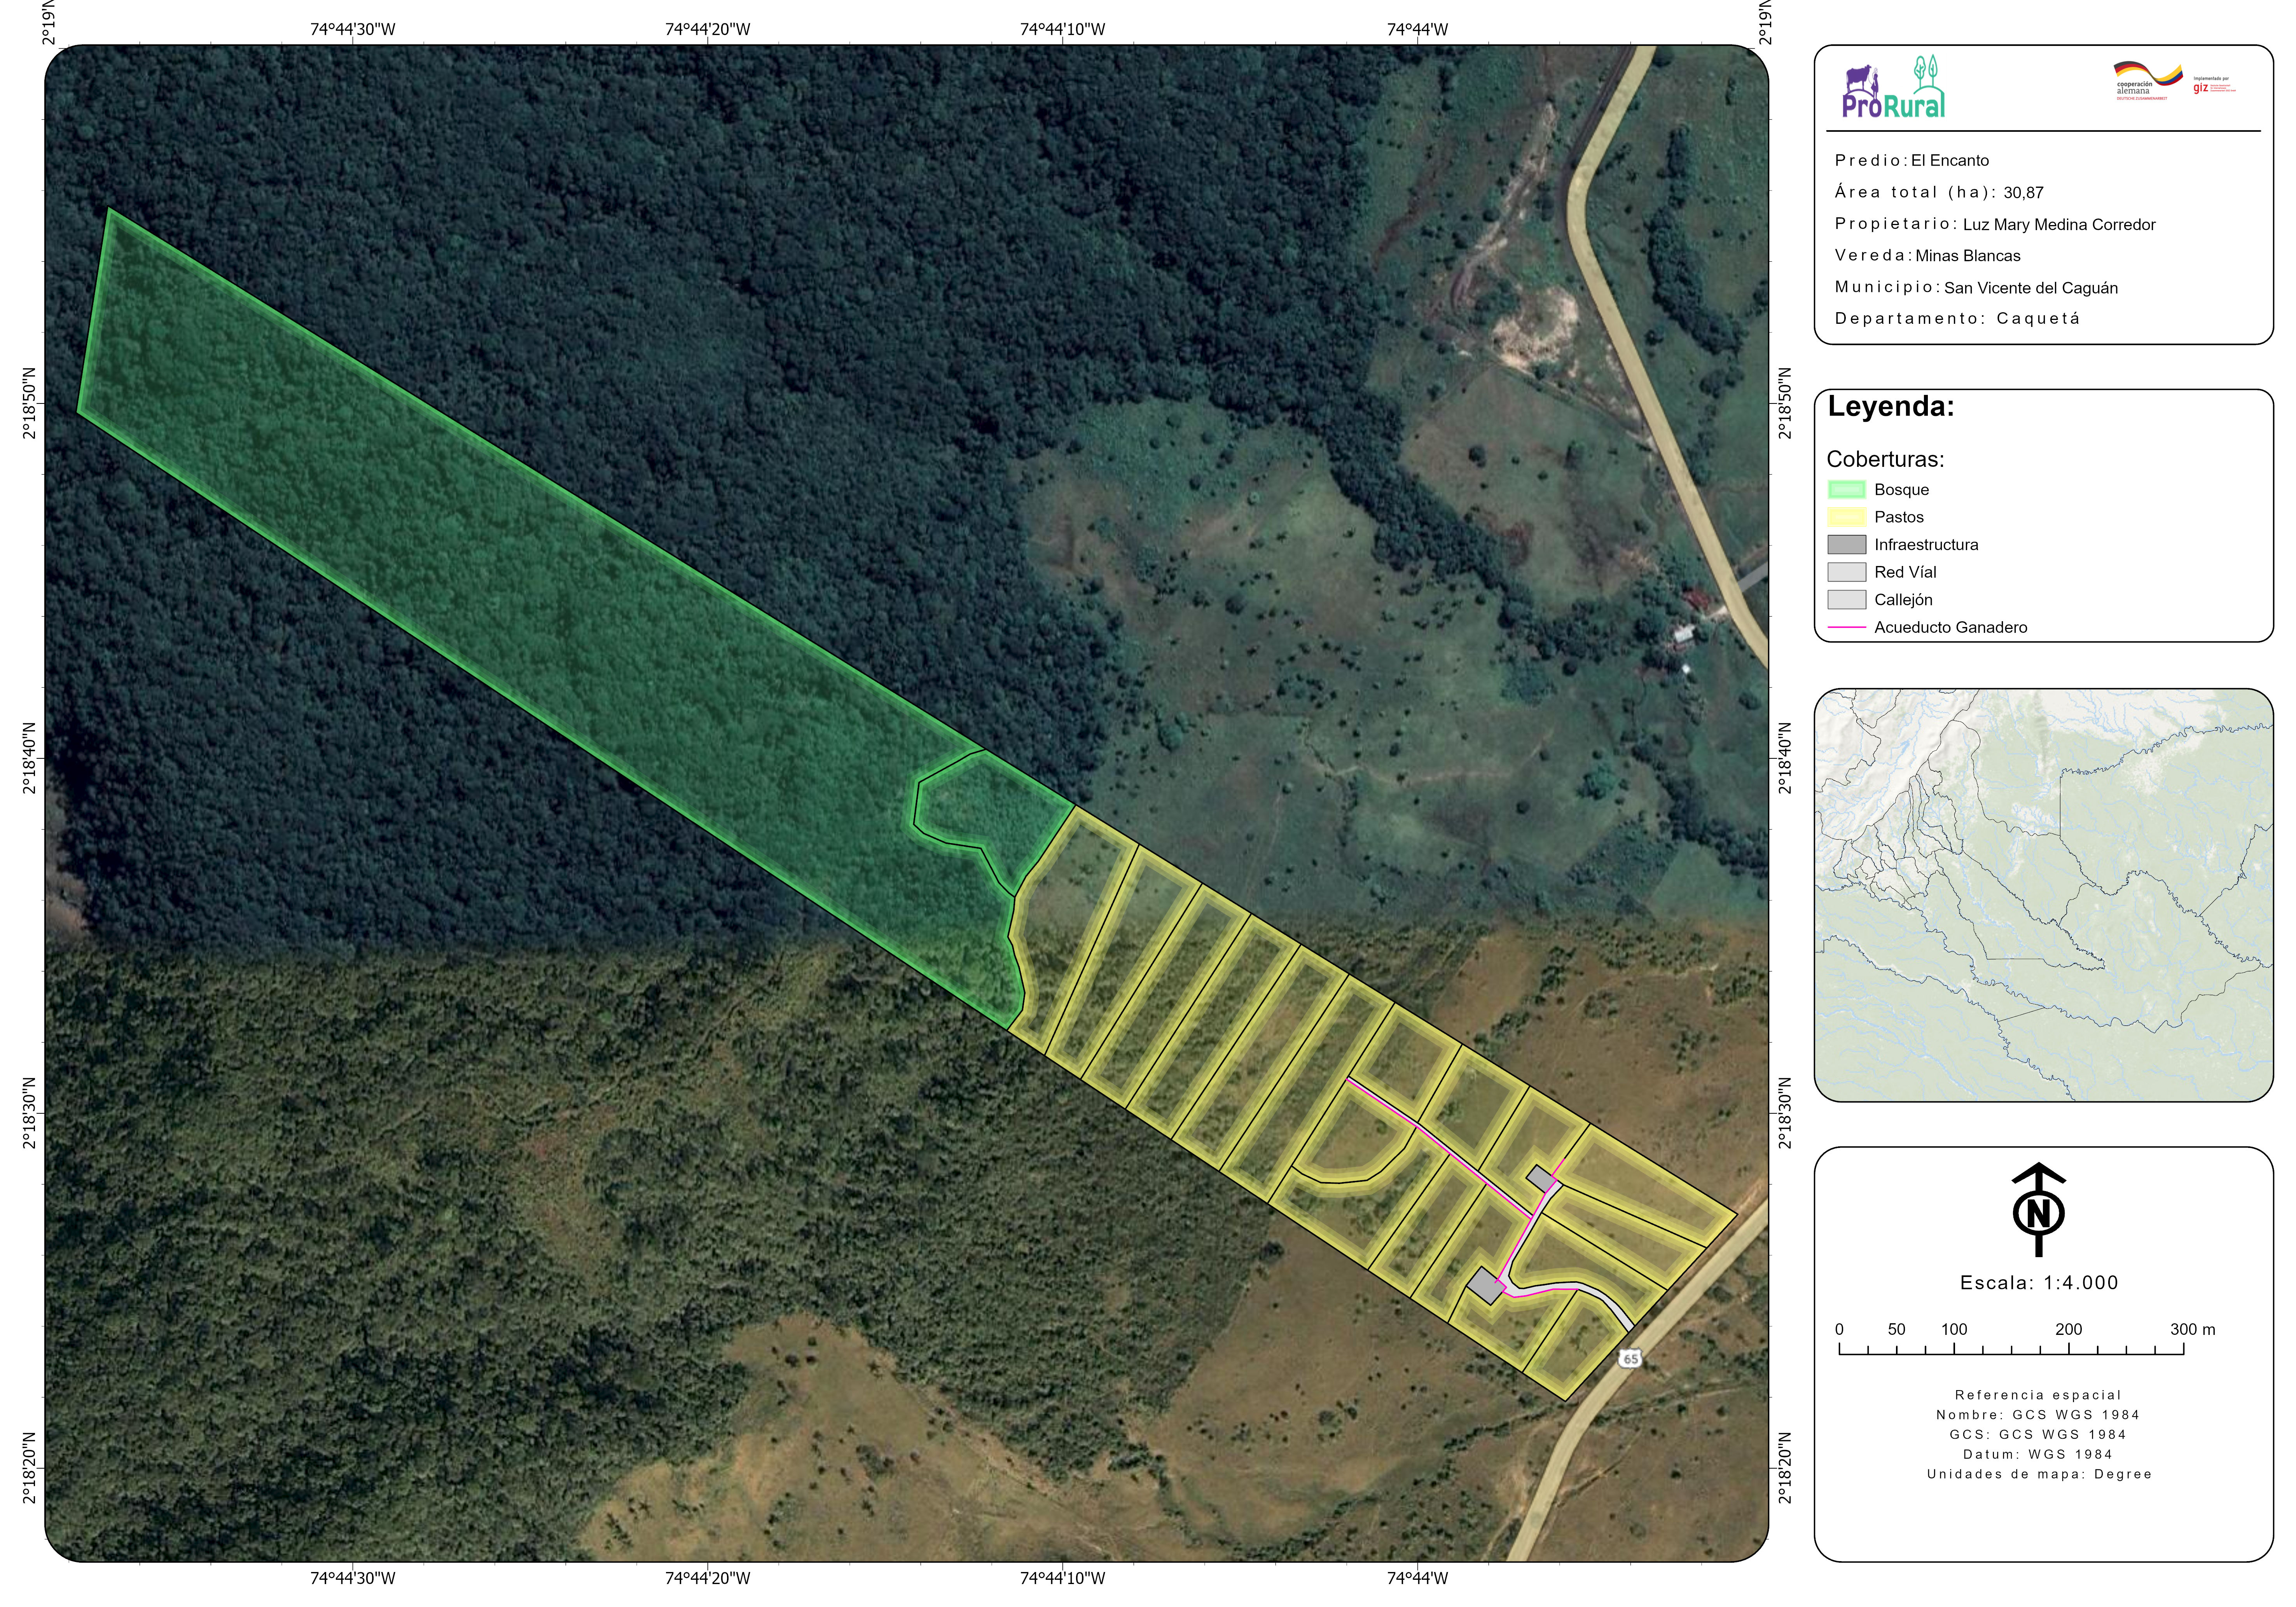 74°44'30"W
74°44'20"W
74°44'10"W
74°44'W
2°19'N
2°19'N
2°18'50"N
2°18'50"N
2°18'40"N
2°18'40"N
2°18'30"N
2°18'30"N
2°18'20"N
2°18'20"N
65
74°44'30"W
74°44'20"W
74°44'10"W
74°44'W
ProRural
cooperación
alemana
DEUTSCHE ZUSAMMENARBEIT
Implementada por
giz
Predio: El Encanto
Área total (ha): 30,87
Propietario: Luz Mary Medina Corredor
Vereda: Minas Blancas
Municipio: San Vicente del Caguán
Departamento: Caquetá
Leyenda:
Coberturas:
Bosque
Pastos
Infraestructura
Red Víal
Callejón
Acueducto Ganadero
N
Escala: 1:4.000
0 50 100 200 300 m
Referencia espacial
Nombre: GCS WGS 1984
GCS: GCS WGS 1984
Datum: WGS 1984
Unidades de mapa: Degree